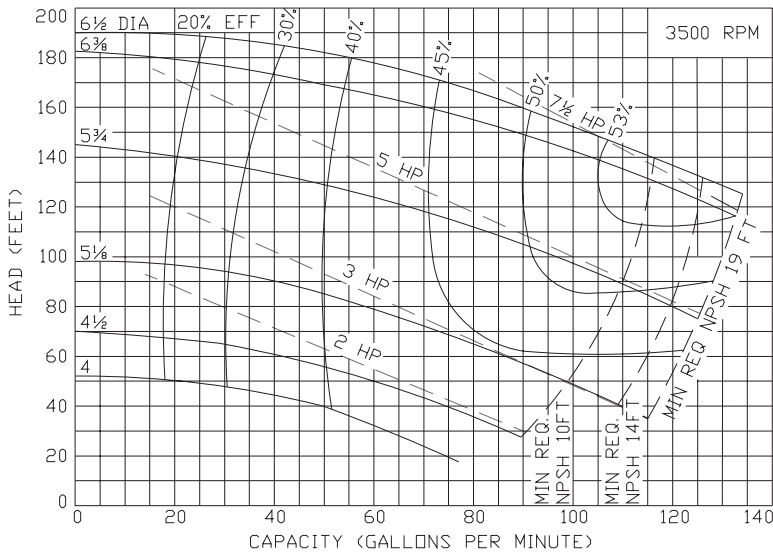 200
6½ DIA 20% EFF 30% 40% 3500 RPM
6⅜
180
45%
7½ HP
50%
53%
160
5¾
140
5 HP
120
5⅛
100
3 HP
80
4½
2 HP
60
4
40
20
0
MIN REQ.
NPSH 10FT
MIN REQ.
NPSH 14FT
MIN REQ NPSH 19 FT
0 20 40 60 80 100 120 140
HEAD (FEET)
CAPACITY (GALLONS PER MINUTE)